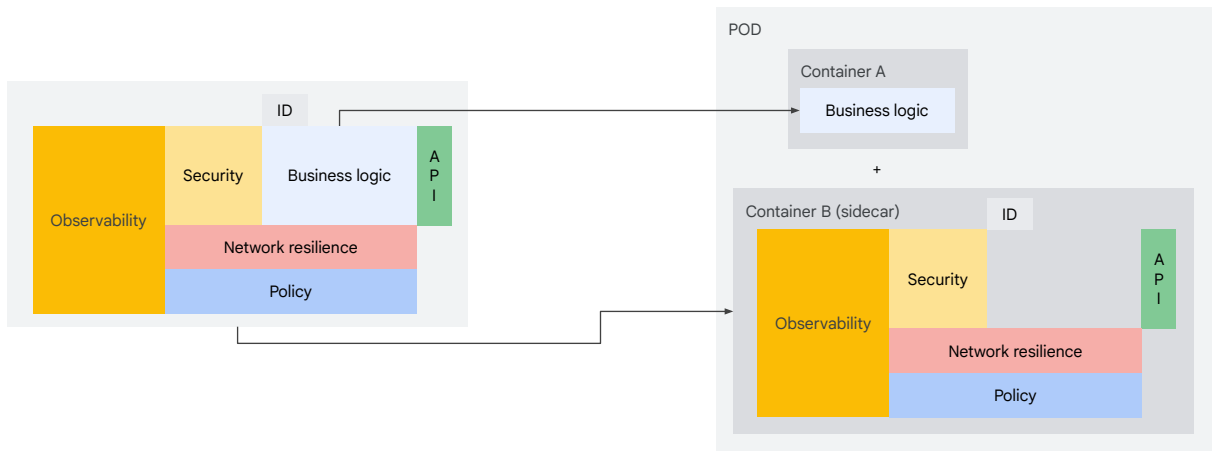 ID
Observability
Security
Business logic
A
P
I
Network resilience
Policy
POD
Container A
Business logic
+
Container B (sidecar)
ID
Observability
Security
A
P
I
Network resilience
Policy